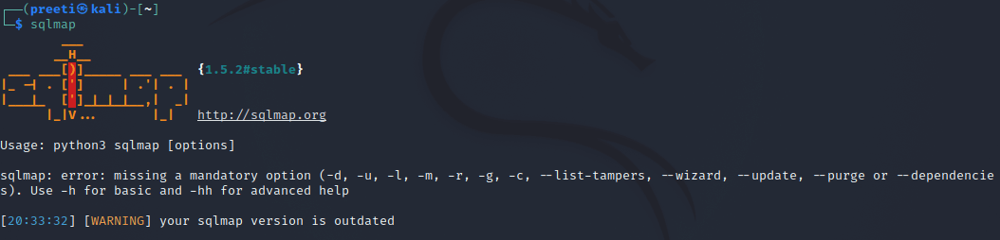 ┌──(preeti㉿kali)-[~]
└─$ sqlmap
        ___
       __H__
 ___ ___[)]_____ ___ ___  {1.5.2#stable}
|_ -| . [']     | .'| . |
|___|_  [']_|_|_|__,|  _|
      |_|V...       |_|   http://sqlmap.org
Usage: python3 sqlmap [options]
sqlmap: error: missing a mandatory option (-d, -u, -l, -m, -r, -g, -c, --list-tampers, --wizard, --update, --purge or --dependencie
s). Use -h for basic and -hh for advanced help
[20:33:32] [WARNING] your sqlmap version is outdated